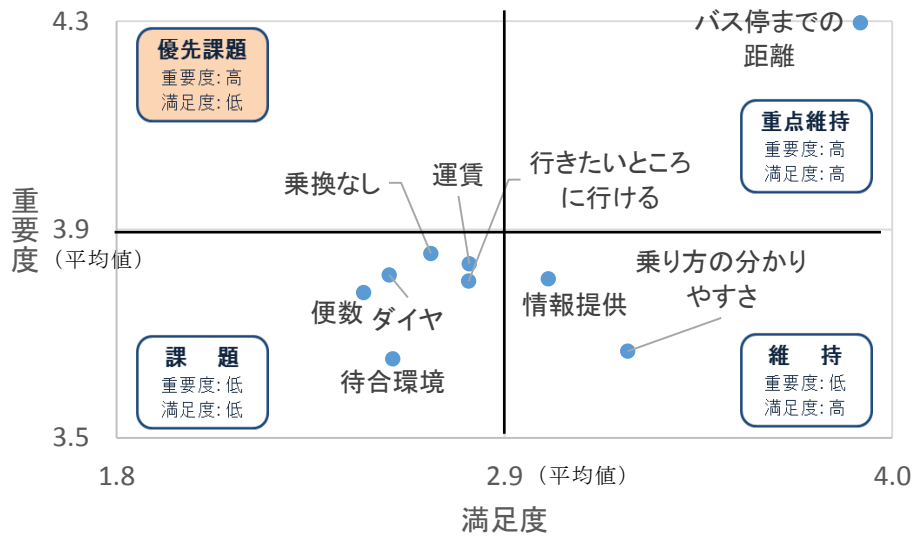 4.3
バス停までの
距離
優先課題
重要度: 高
満足度: 低
重点維持
重要度: 高
満足度: 高
乗換なし
運賃
行きたいところ
に行ける
重要度
3.9
(平均値)
乗り方の分かり
やすさ
便数
ダイヤ
情報提供
課　題
重要度: 低
満足度: 低
待合環境
維　持
重要度: 低
満足度: 高
3.5
1.8
2.9
(平均値)
4.0
満足度